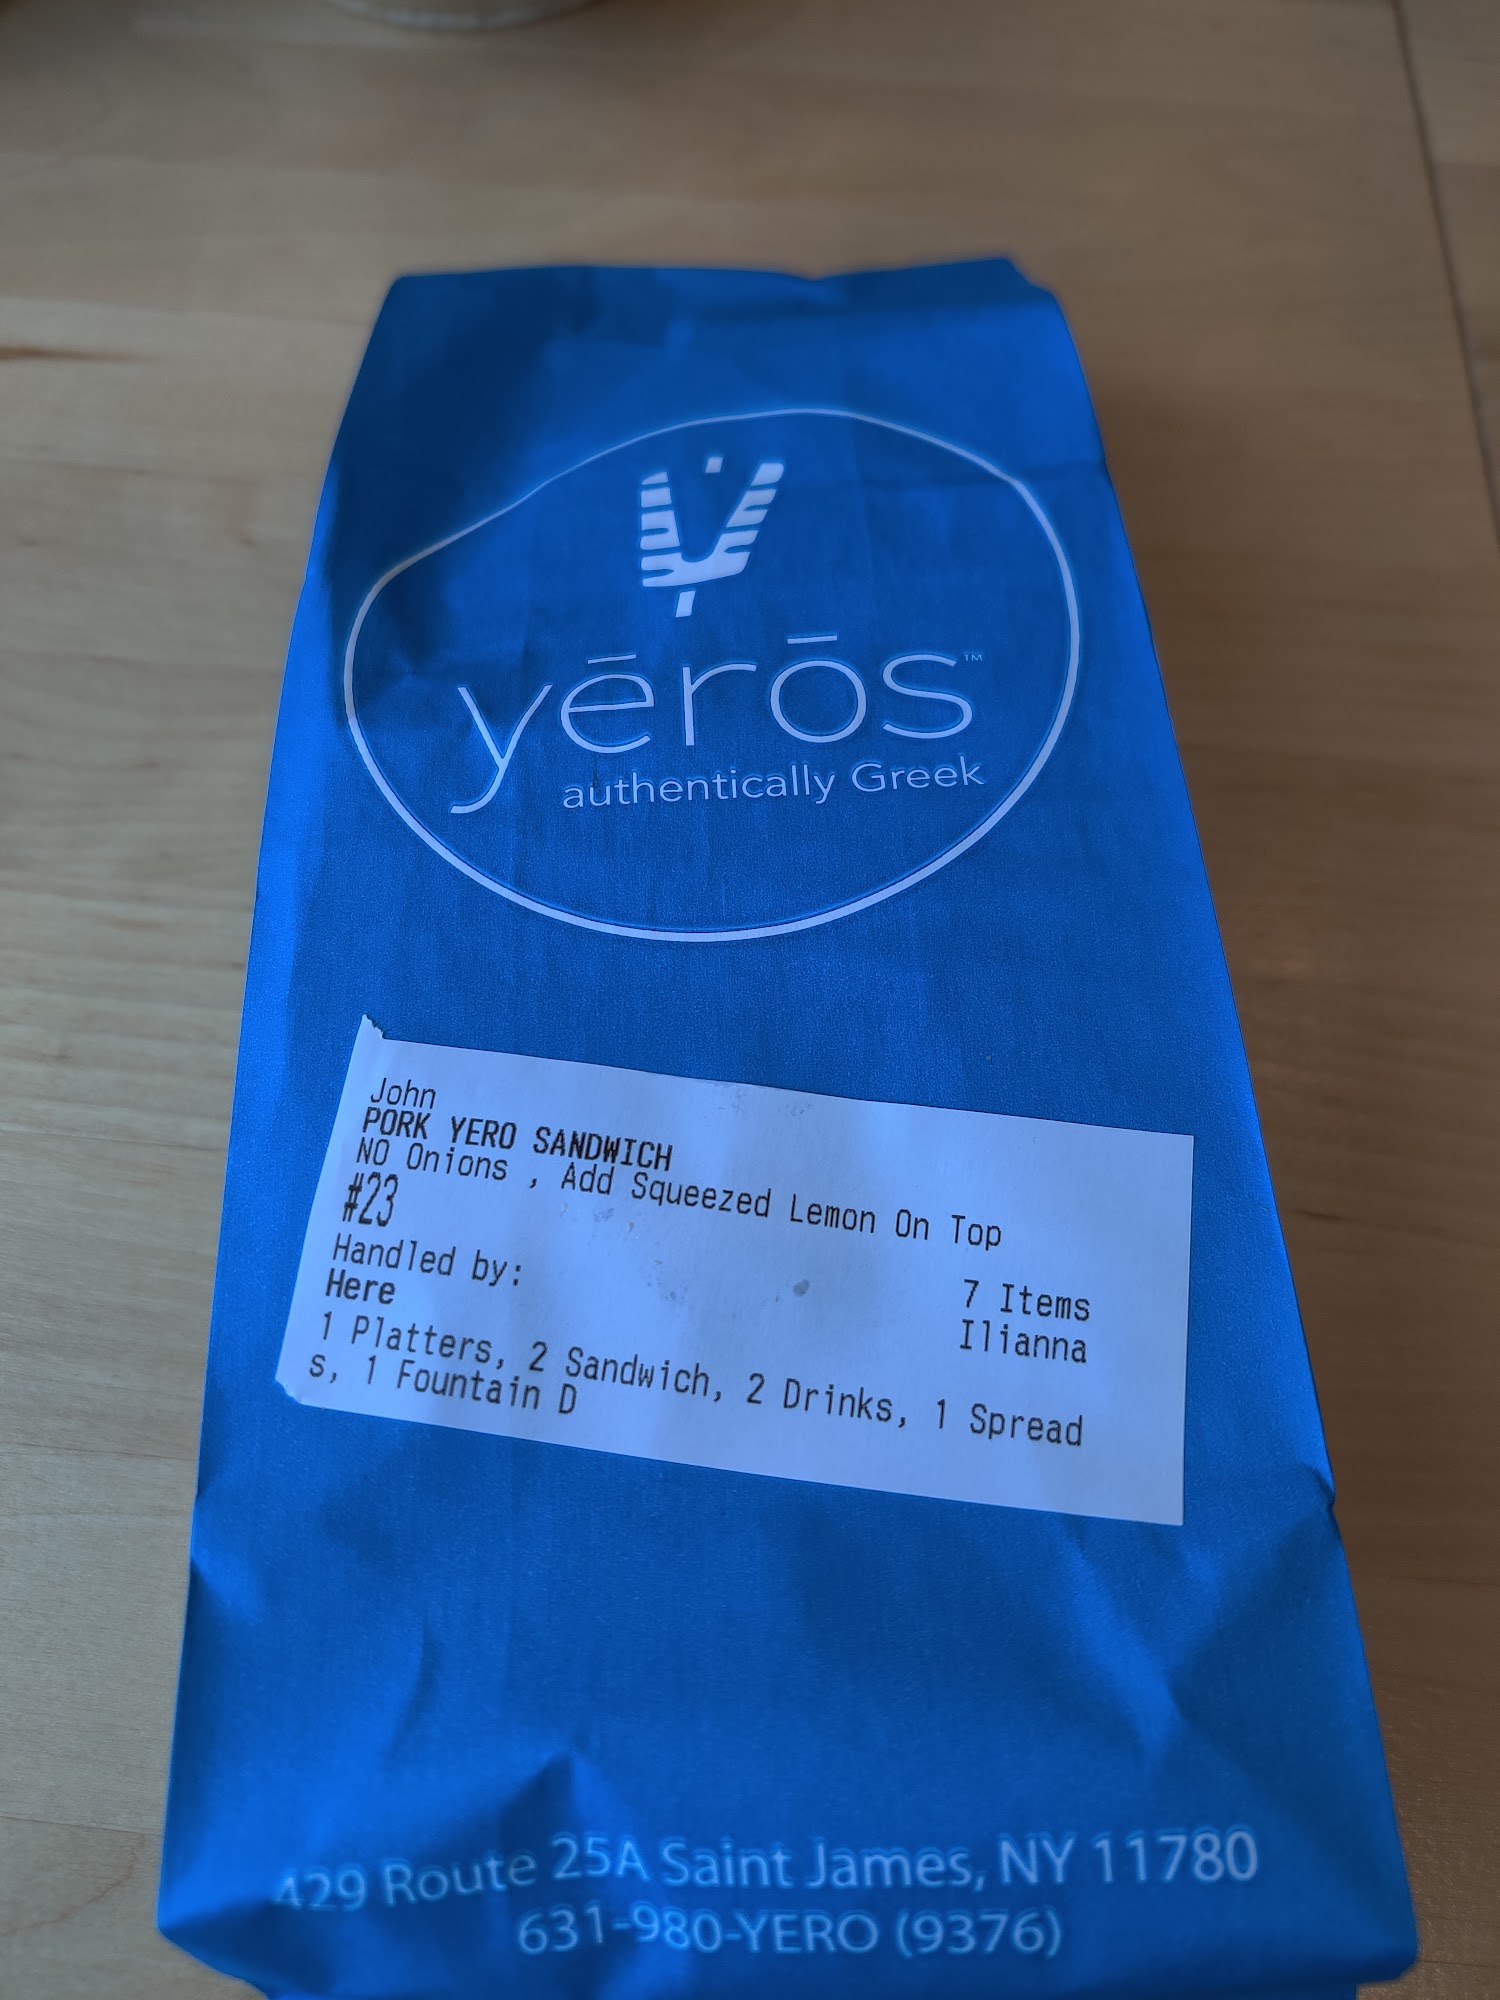 yērōs™
authentically Greek
John
PORK YERO SANDWICH
NO Onions , Add Squeezed Lemon On Top
#23
Handled by: 7 Items
Here Ilianna
1 Platters, 2 Sandwich, 2 Drinks, 1 Spread
s, 1 Fountain D
429 Route 25A Saint James, NY 11780
631-980-YERO (9376)